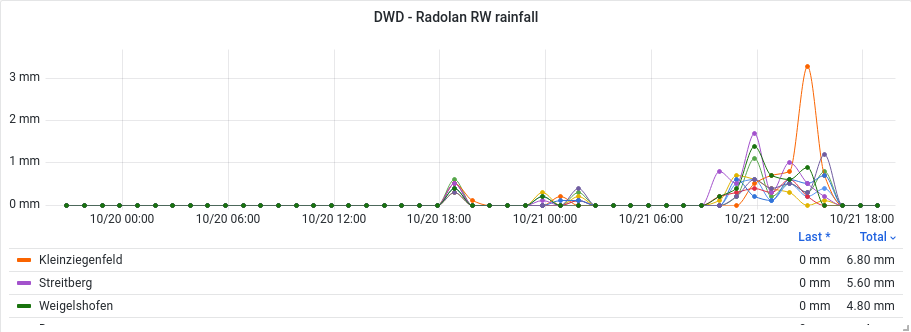 DWD - Radolan RW rainfall
3 mm
2 mm
1 mm
0 mm
10/20 00:00 10/20 06:00 10/20 12:00 10/20 18:00 10/21 00:00 10/21 06:00 10/21 12:00 10/21 18:00
Last * Total
Kleinziegenfeld 0 mm 6.80 mm
Streitberg 0 mm 5.60 mm
Weigelshofen 0 mm 4.80 mm